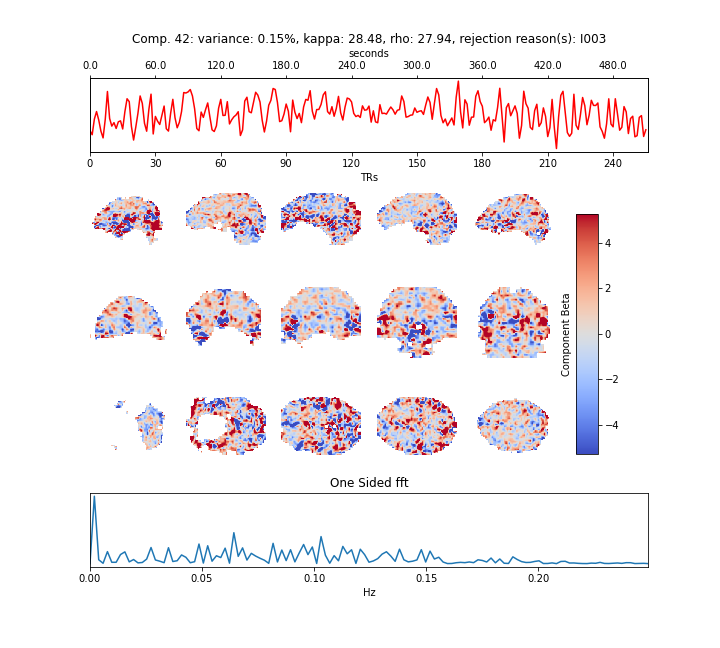 Comp. 42: variance: 0.15%, kappa: 28.48, rho: 27.94, rejection reason(s): I003
seconds
0.0 60.0 120.0 180.0 240.0 300.0 360.0 420.0 480.0
0 30 60 90 120 150 180 210 240
TRs
4
2
0
−2
−4
Component Beta
One Sided fft
0.00 0.05 0.10 0.15 0.20
Hz